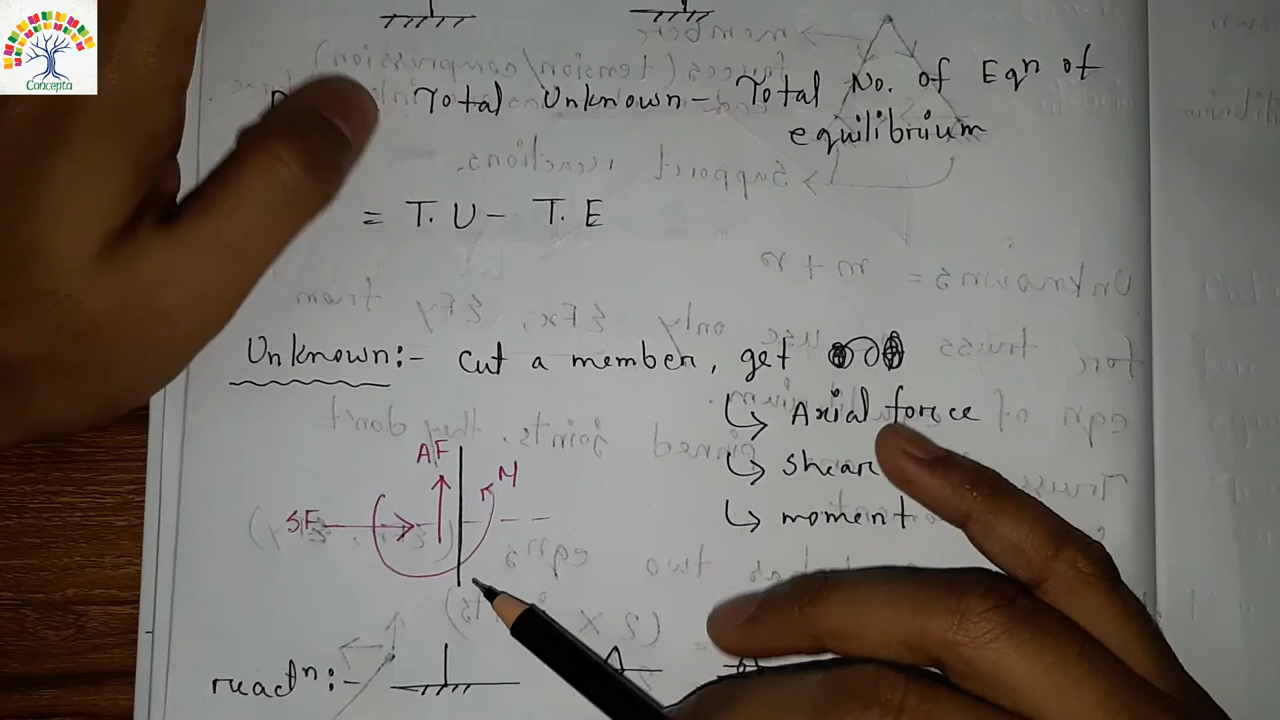 Concepta
Total Unknown - Total No. of Eqn of
equilibrium
= T.U - T.E
Unknown:- cut a member, get
↳ Axial force
↳ shear
↳ moment
AF
M
SF
reactn:-